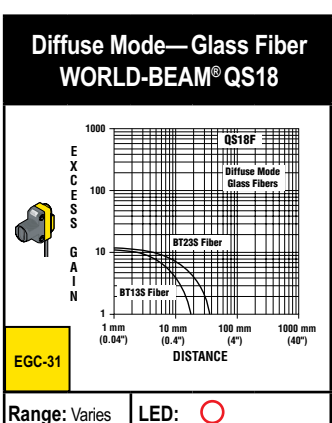 Diffuse Mode—Glass Fiber
WORLD-BEAM® QS18
EXCESS GAIN
1000
100
10
1
QS18F
Diffuse Mode
Glass Fibers
BT23S Fiber
BT13S Fiber
1 mm 10 mm 100 mm 1000 mm
(0.04") (0.4") (4") (40")
DISTANCE
EGC-31
Range: Varies
LED: